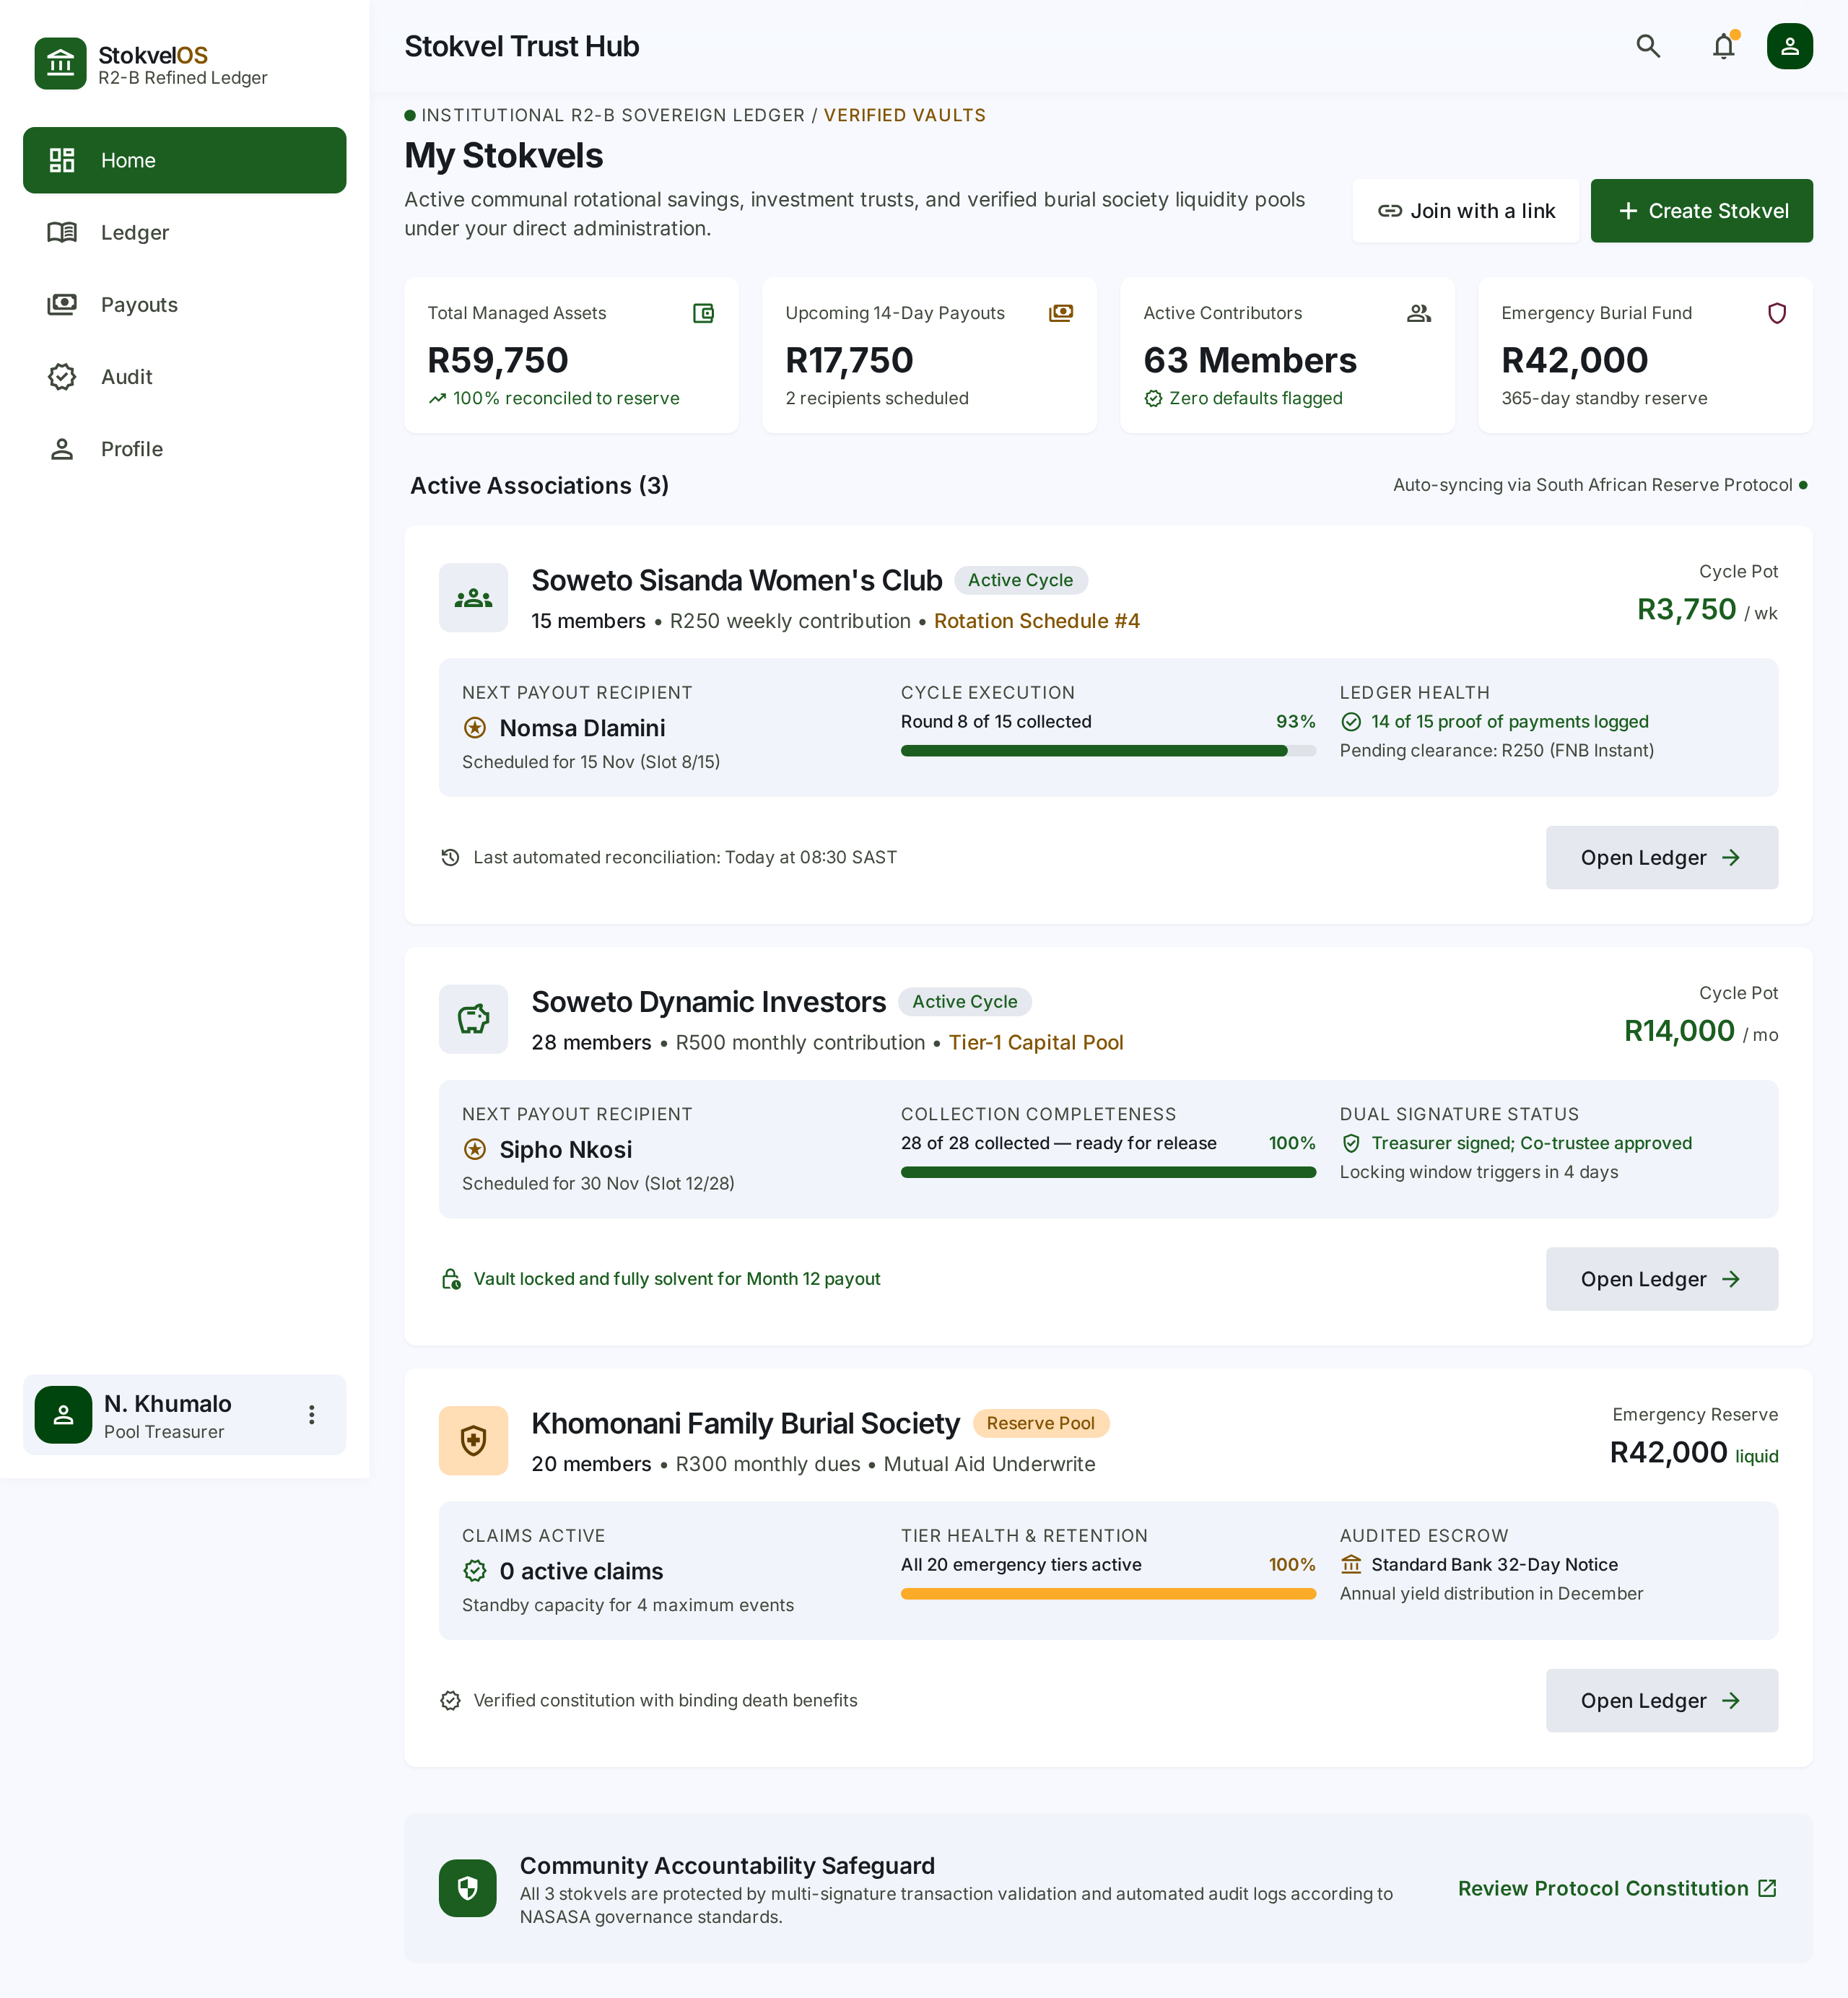 StokvelOS
R2-B Refined Ledger
Home
Ledger
Payouts
Audit
Profile
N. Khumalo
Pool Treasurer
Stokvel Trust Hub
INSTITUTIONAL R2-B SOVEREIGN LEDGER / VERIFIED VAULTS
My Stokvels
Active communal rotational savings, investment trusts, and verified burial society liquidity pools
under your direct administration.
Join with a link
Create Stokvel
Total Managed Assets
R59,750
100% reconciled to reserve
Upcoming 14-Day Payouts
R17,750
2 recipients scheduled
Active Contributors
63 Members
Zero defaults flagged
Emergency Burial Fund
R42,000
365-day standby reserve
Active Associations (3)
Auto-syncing via South African Reserve Protocol
Soweto Sisanda Women's Club
Active Cycle
15 members • R250 weekly contribution • Rotation Schedule #4
Cycle Pot
R3,750 / wk
NEXT PAYOUT RECIPIENT
Nomsa Dlamini
Scheduled for 15 Nov (Slot 8/15)
CYCLE EXECUTION
Round 8 of 15 collected 93%
LEDGER HEALTH
14 of 15 proof of payments logged
Pending clearance: R250 (FNB Instant)
Last automated reconciliation: Today at 08:30 SAST
Open Ledger
Soweto Dynamic Investors
Active Cycle
28 members • R500 monthly contribution • Tier-1 Capital Pool
Cycle Pot
R14,000 / mo
NEXT PAYOUT RECIPIENT
Sipho Nkosi
Scheduled for 30 Nov (Slot 12/28)
COLLECTION COMPLETENESS
28 of 28 collected — ready for release 100%
DUAL SIGNATURE STATUS
Treasurer signed; Co-trustee approved
Locking window triggers in 4 days
Vault locked and fully solvent for Month 12 payout
Open Ledger
Khomonani Family Burial Society
Reserve Pool
20 members • R300 monthly dues • Mutual Aid Underwrite
Emergency Reserve
R42,000 liquid
CLAIMS ACTIVE
0 active claims
Standby capacity for 4 maximum events
TIER HEALTH & RETENTION
All 20 emergency tiers active 100%
AUDITED ESCROW
Standard Bank 32-Day Notice
Annual yield distribution in December
Verified constitution with binding death benefits
Open Ledger
Community Accountability Safeguard
All 3 stokvels are protected by multi-signature transaction validation and automated audit logs according to
NASASA governance standards.
Review Protocol Constitution